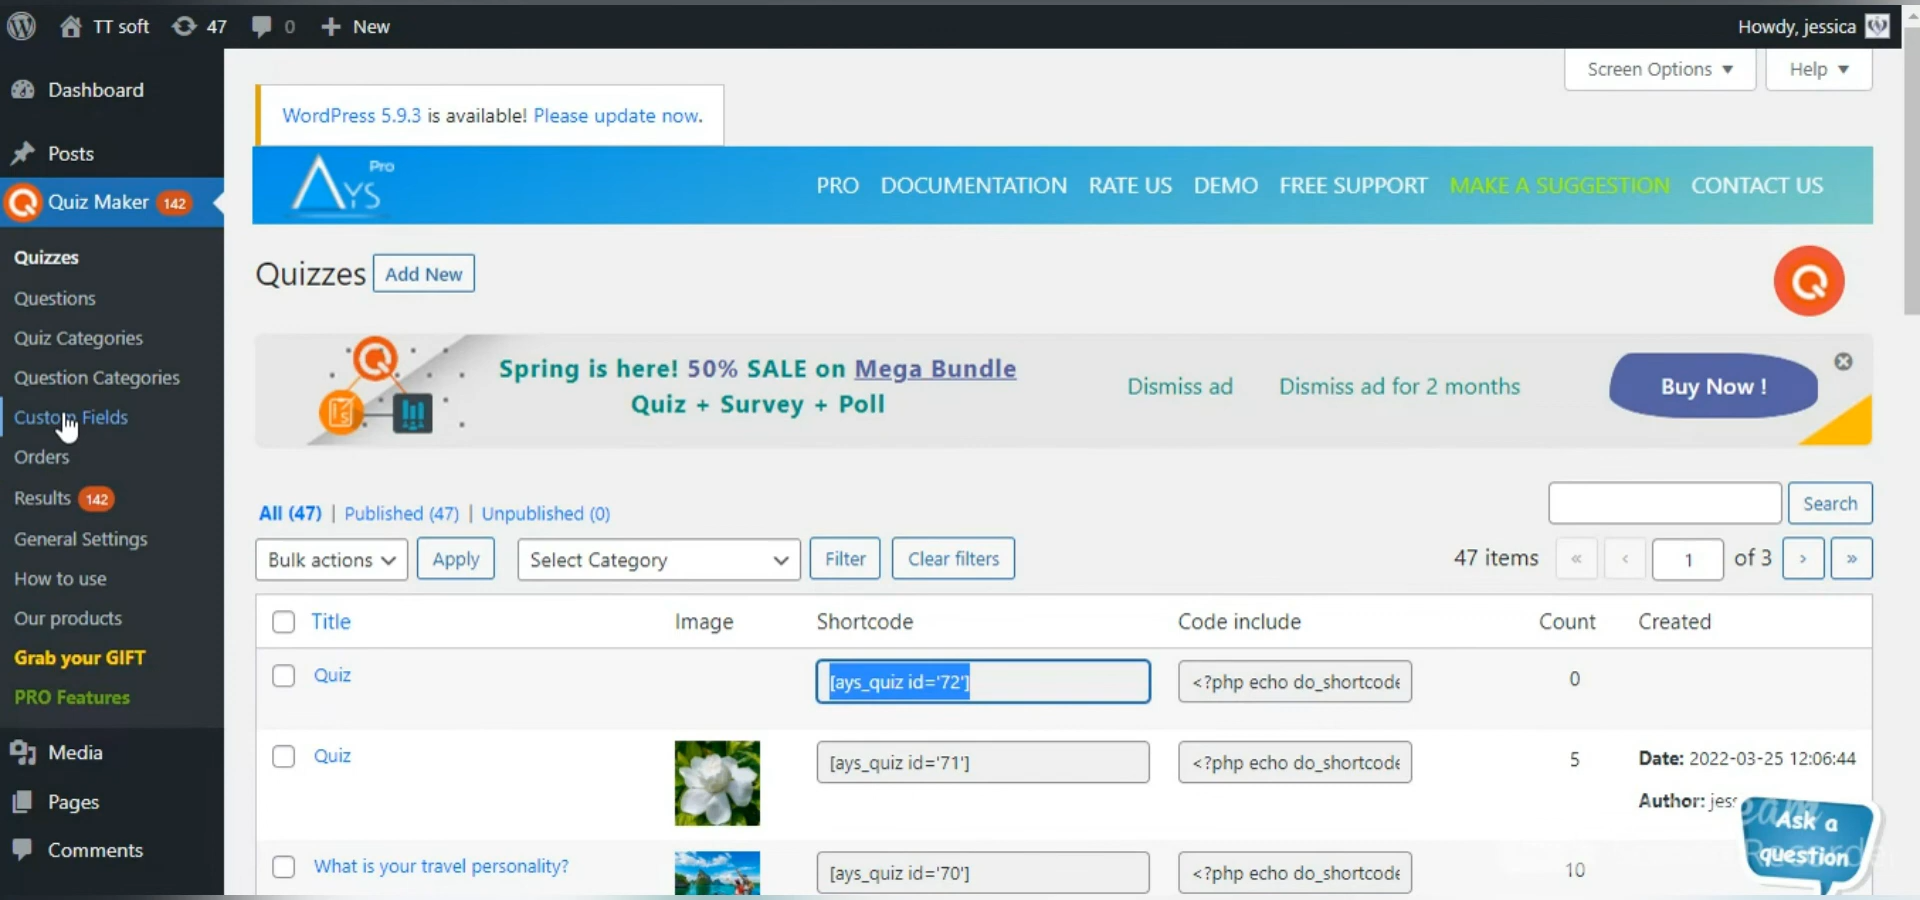 TT soft 47 0 New Howdy, jessica
Dashboard
Posts
Quiz Maker 142
Quizzes
Questions
Quiz Categories
Question Categories
Custom Fields
Orders
Results 142
General Settings
How to use
Our products
Grab your GIFT
PRO Features
Media
Pages
Comments
Screen Options Help
WordPress 5.9.3 is available! Please update now.
AYS Pro
PRO DOCUMENTATION RATE US DEMO FREE SUPPORT MAKE A SUGGESTION CONTACT US
Quizzes Add New
Spring is here! 50% SALE on Mega Bundle
Quiz + Survey + Poll
Dismiss ad Dismiss ad for 2 months Buy Now !
All (47) | Published (47) | Unpublished (0)
Search
Bulk actions Apply Select Category Filter Clear filters 47 items « ‹ 1 of 3 › »
Title Image Shortcode Code include Count Created
Quiz [ays_quiz id='72'] <?php echo do_shortcode 0
Quiz [ays_quiz id='71'] <?php echo do_shortcode 5 Date: 2022-03-25 12:06:44
Author: jess
What is your travel personality? [ays_quiz id='70'] <?php echo do_shortcode 10
Ask a
question